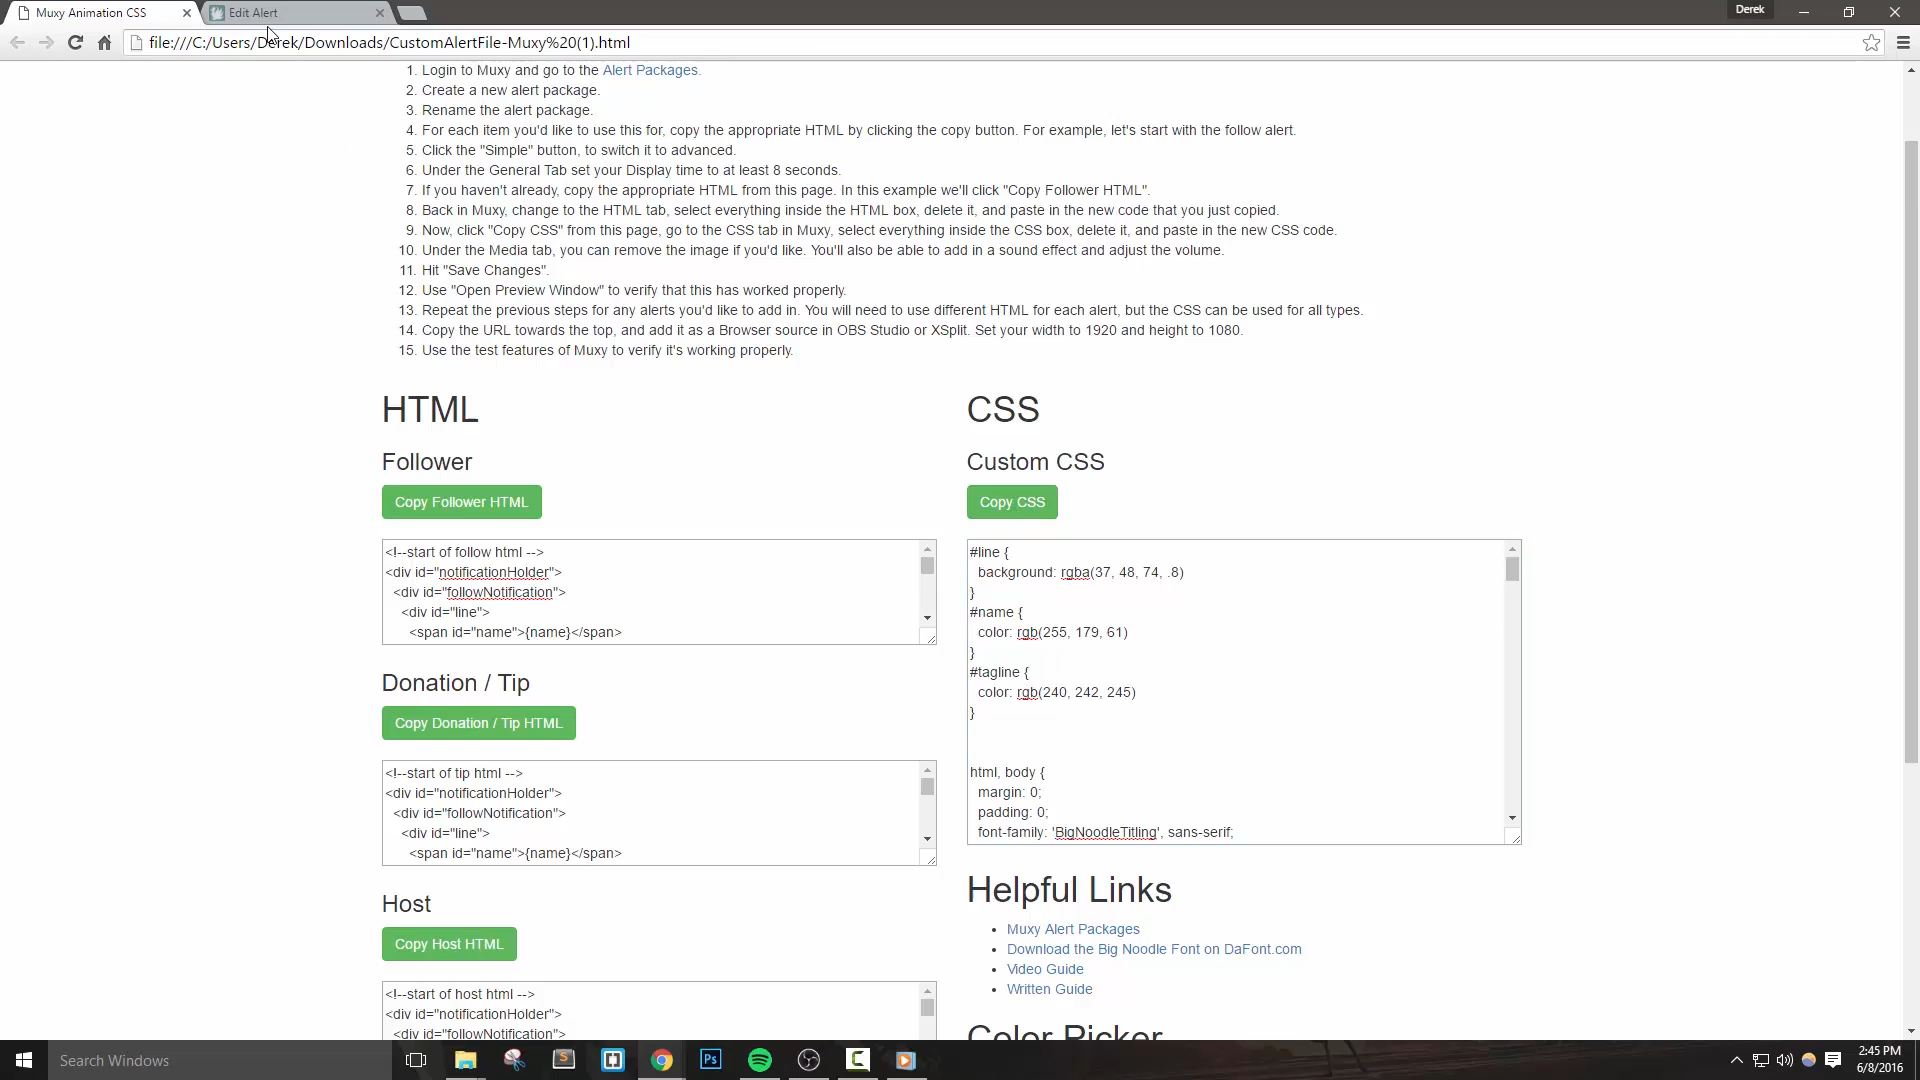 Muxy Animation CSS
Edit Alert
Derek
file:///C:/Users/Derek/Downloads/CustomAlertFile-Muxy%20(1).html
1. Login to Muxy and go to the Alert Packages.
2. Create a new alert package.
3. Rename the alert package.
4. For each item you'd like to use this for, copy the appropriate HTML by clicking the copy button. For example, let's start with the follow alert.
5. Click the "Simple" button, to switch it to advanced.
6. Under the General Tab set your Display time to at least 8 seconds.
7. If you haven't already, copy the appropriate HTML from this page. In this example we'll click "Copy Follower HTML".
8. Back in Muxy, change to the HTML tab, select everything inside the HTML box, delete it, and paste in the new code that you just copied.
9. Now, click "Copy CSS" from this page, go to the CSS tab in Muxy, select everything inside the CSS box, delete it, and paste in the new CSS code.
10. Under the Media tab, you can remove the image if you'd like. You'll also be able to add in a sound effect and adjust the volume.
11. Hit "Save Changes".
12. Use "Open Preview Window" to verify that this has worked properly.
13. Repeat the previous steps for any alerts you'd like to add in. You will need to use different HTML for each alert, but the CSS can be used for all types.
14. Copy the URL towards the top, and add it as a Browser source in OBS Studio or XSplit. Set your width to 1920 and height to 1080.
15. Use the test features of Muxy to verify it's working properly.
HTML
Follower
Copy Follower HTML
<!--start of follow html -->
<div id="notificationHolder">
<div id="followNotification">
<div id="line">
<span id="name">{name}</span>
Donation / Tip
Copy Donation / Tip HTML
<!--start of tip html -->
<div id="notificationHolder">
<div id="followNotification">
<div id="line">
<span id="name">{name}</span>
Host
Copy Host HTML
<!--start of host html -->
<div id="notificationHolder">
<div id="followNotification">
CSS
Custom CSS
Copy CSS
#line {
background: rgba(37, 48, 74, .8)
}
#name {
color: rgb(255, 179, 61)
}
#tagline {
color: rgb(240, 242, 245)
}
html, body {
margin: 0;
padding: 0;
font-family: 'BigNoodleTitling', sans-serif;
Helpful Links
• Muxy Alert Packages
• Download the Big Noodle Font on DaFont.com
• Video Guide
• Written Guide
Color Picker
Search Windows
Ps
2:45 PM
6/8/2016